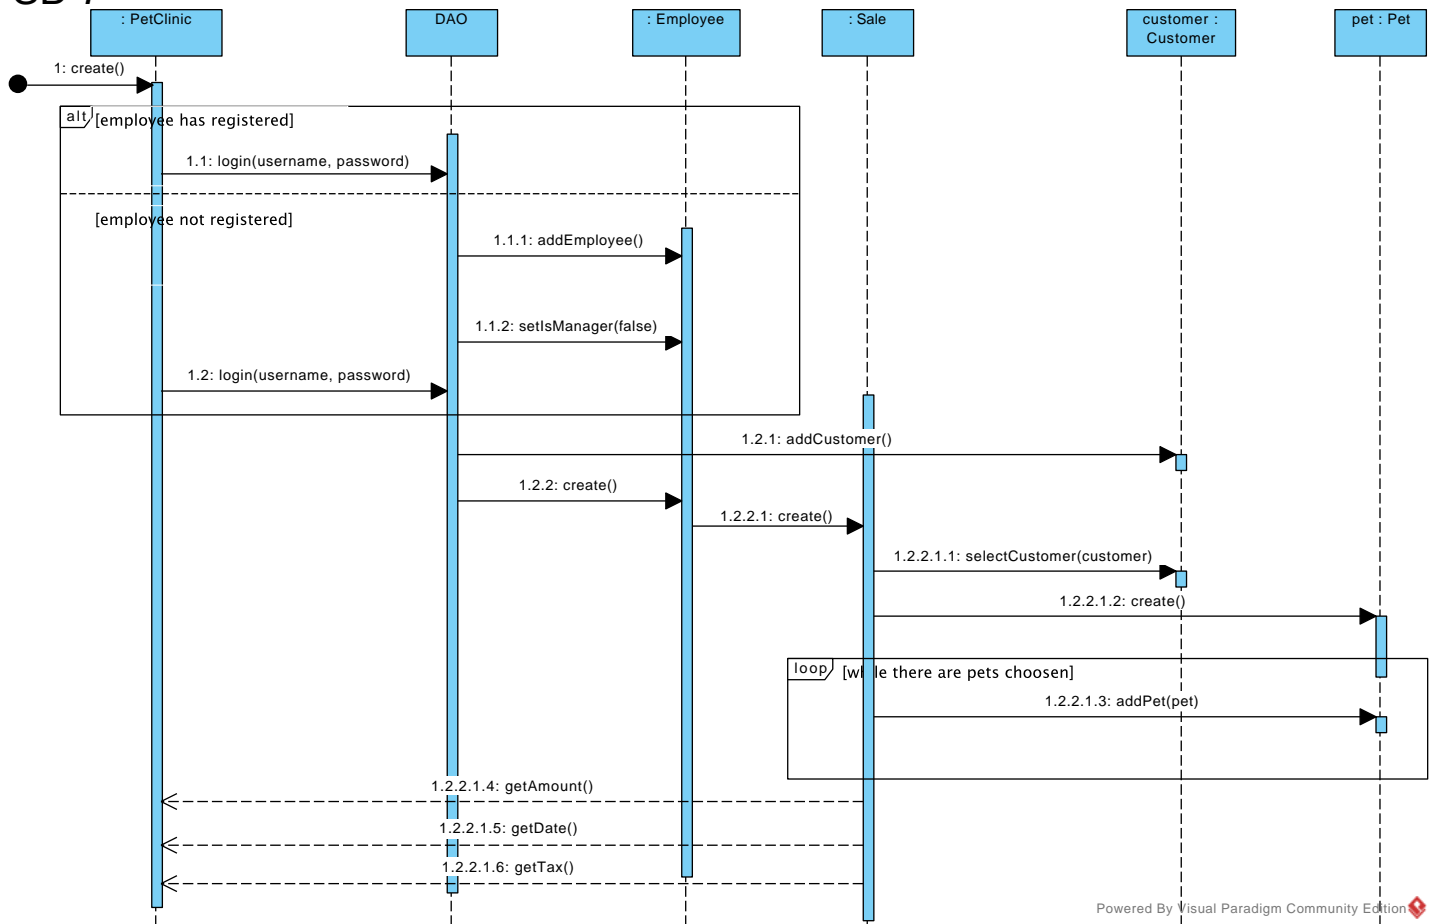 : PetClinic
DAO
: Employee
: Sale
customer :
Customer
pet : Pet
1: create()
alt
[employee has registered]
1.1: login(username, password)
[employee not registered]
1.1.1: addEmployee()
1.1.2: setIsManager(false)
1.2: login(username, password)
1.2.1: addCustomer()
1.2.2: create()
1.2.2.1: create()
1.2.2.1.1: selectCustomer(customer)
1.2.2.1.2: create()
loop
there are pets choosen]
1.2.2.1.3: addPet(pet)
1.2.2.1.4: getAmount()
1.2.2.1.5: getDate()
1.2.2.1.6: getTax()
Powered By Visual Paradigm Community Edition